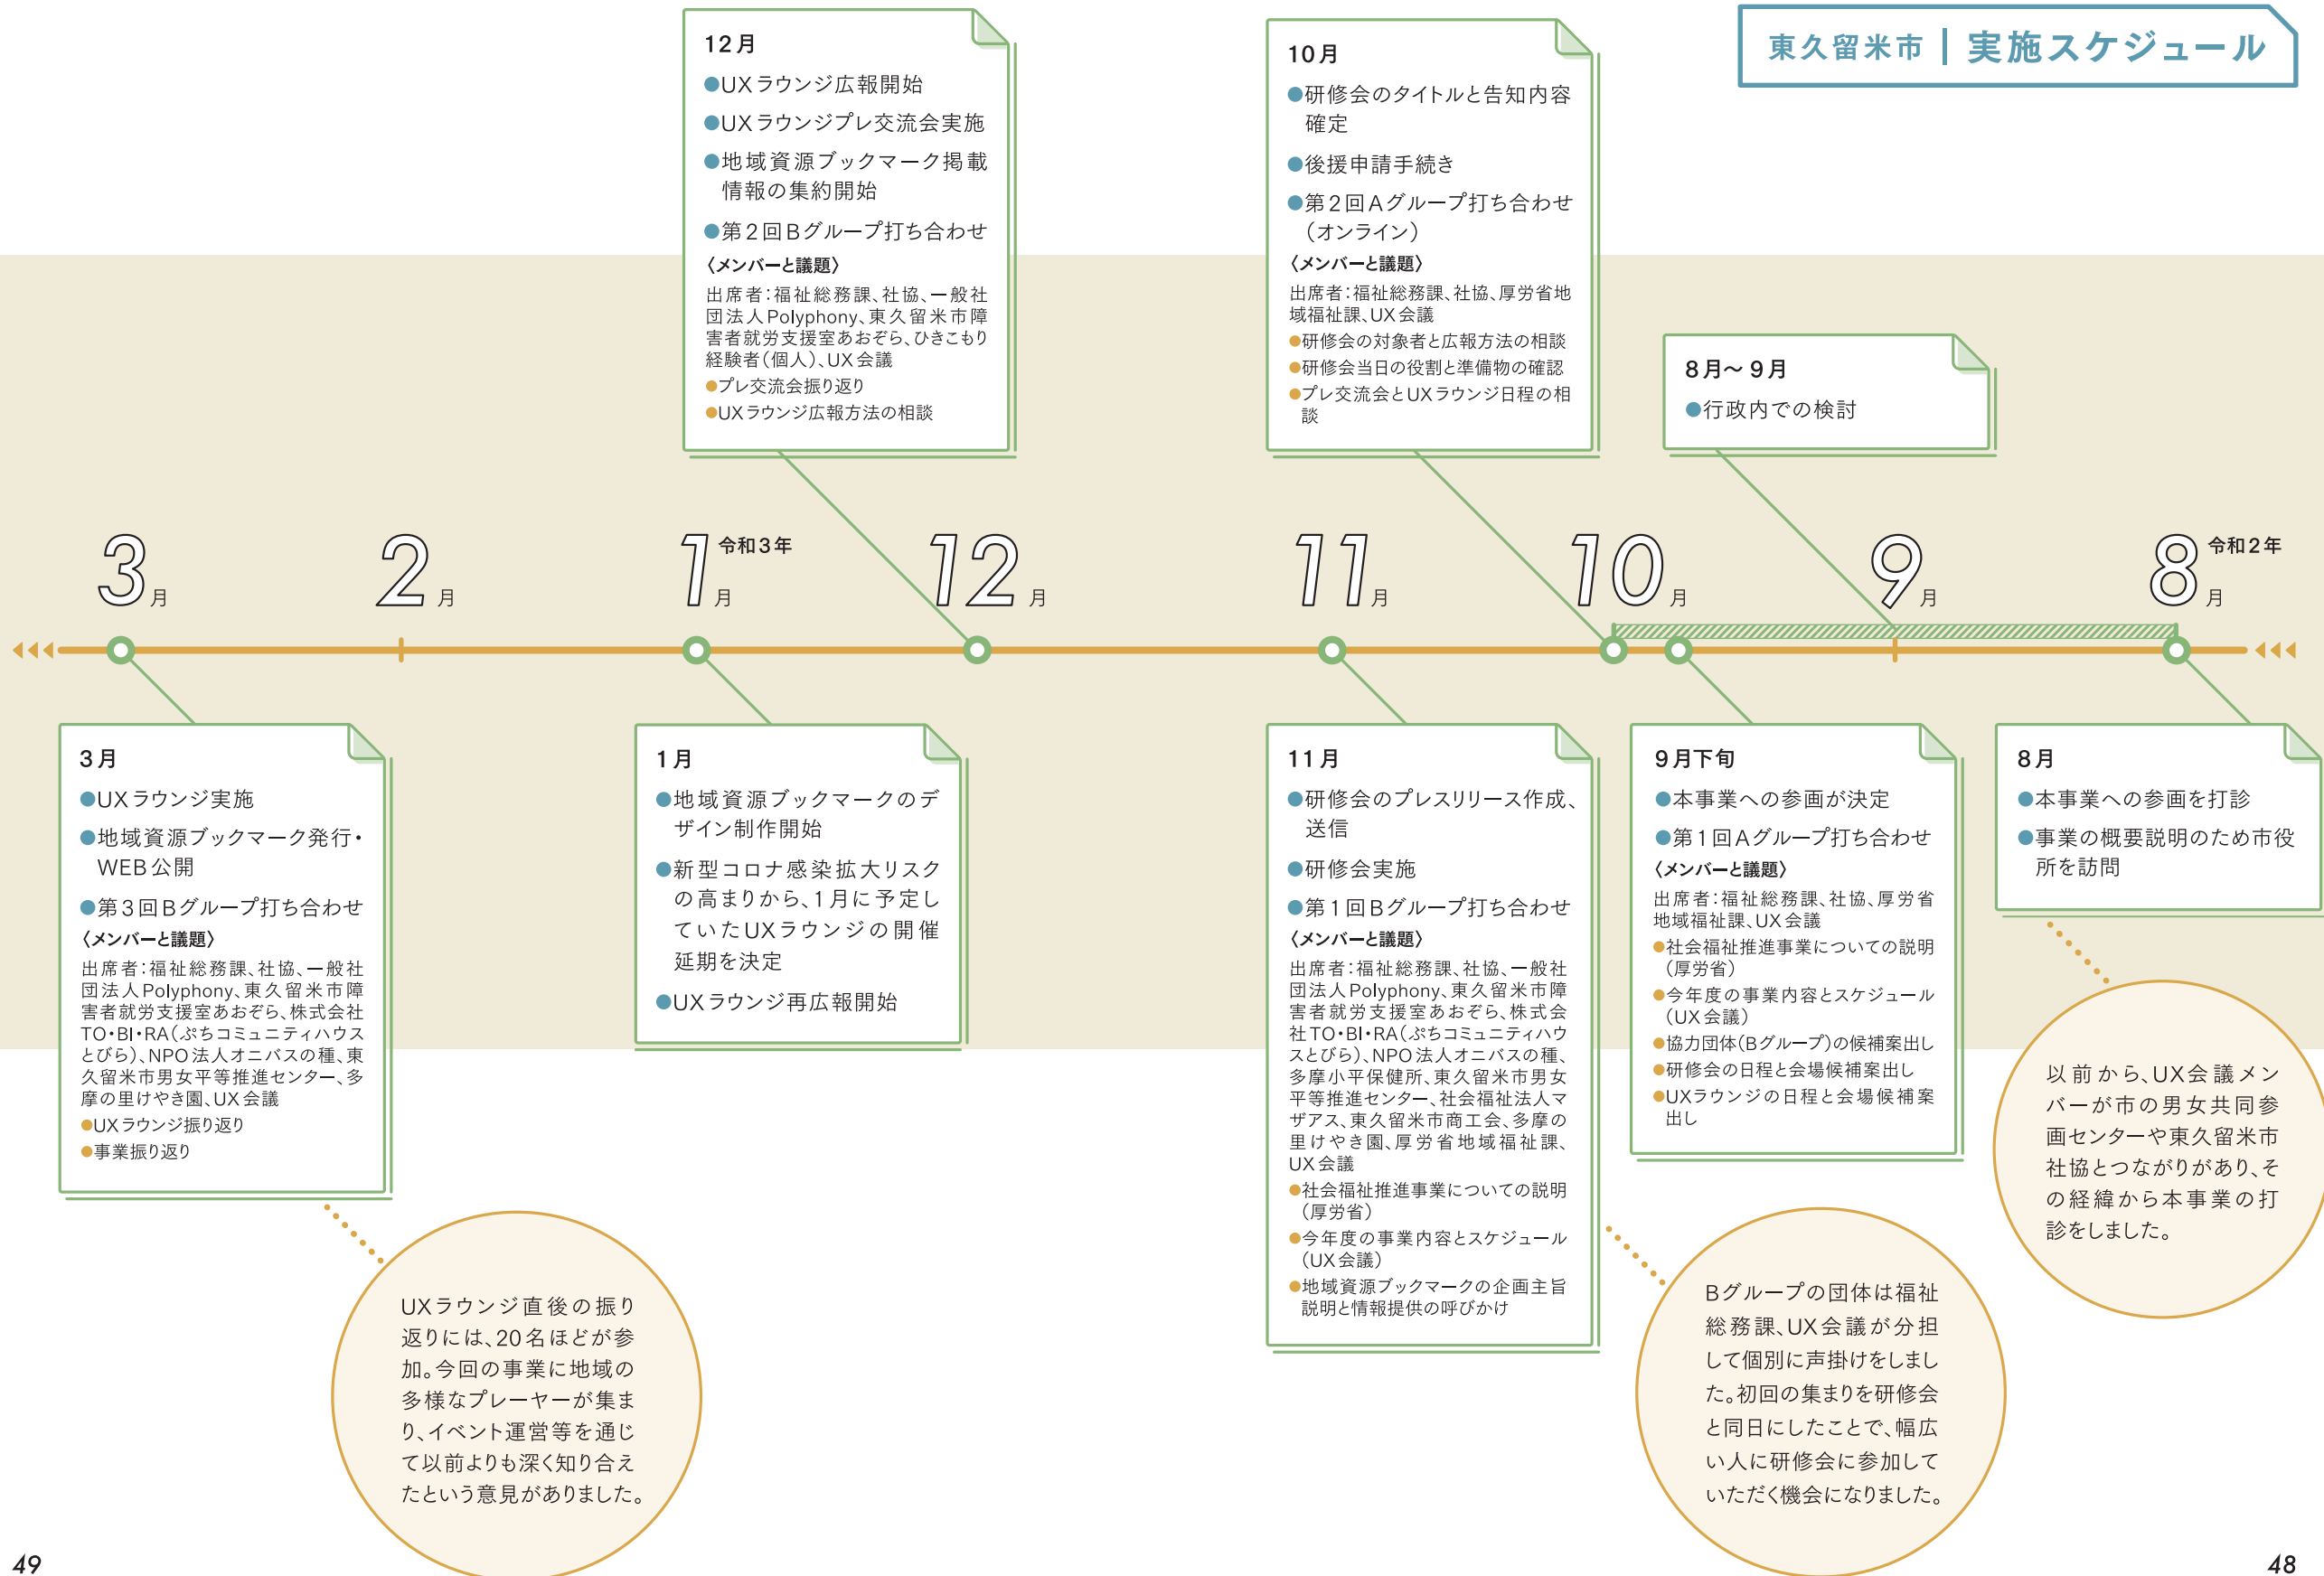 東久留米市 | 実施スケジュール
令和2年
8月
9月
10月
11月
12月
令和3年
1月
2月
3月
8月
●本事業への参画を打診
●事業の概要説明のため市役
所を訪問
以前から、UX会議メン
バーが市の男女共同参
画センターや東久留米市
社協とつながりがあり、そ
の経緯から本事業の打
診をしました。
8月〜9月
●行政内での検討
9月下旬
●本事業への参画が決定
●第1回Aグループ打ち合わせ
〈メンバーと議題〉
出席者:福祉総務課、社協、厚労省
地域福祉課、UX会議
●社会福祉推進事業についての説明
(厚労省)
●今年度の事業内容とスケジュール
(UX会議)
●協力団体(Bグループ)の候補案出し
●研修会の日程と会場候補案出し
●UXラウンジの日程と会場候補案
出し
10月
●研修会のタイトルと告知内容
確定
●後援申請手続き
●第2回Aグループ打ち合わせ
(オンライン)
〈メンバーと議題〉
出席者:福祉総務課、社協、厚労省地
域福祉課、UX会議
●研修会の対象者と広報方法の相談
●研修会当日の役割と準備物の確認
●プレ交流会とUXラウンジ日程の相
談
11月
●研修会のプレスリリース作成、
送信
●研修会実施
●第1回Bグループ打ち合わせ
〈メンバーと議題〉
出席者:福祉総務課、社協、一般社
団法人Polyphony、東久留米市障
害者就労支援室あおぞら、株式会
社TO・BI・RA(ぷちコミュニティハウ
スとびら)、NPO法人オニバスの種、
多摩小平保健所、東久留米市男女
平等推進センター、社会福祉法人マ
ザアス、東久留米市商工会、多摩の
里けやき園、厚労省地域福祉課、
UX会議
●社会福祉推進事業についての説明
(厚労省)
●今年度の事業内容とスケジュール
(UX会議)
●地域資源ブックマークの企画主旨
説明と情報提供の呼びかけ
Bグループの団体は福祉
総務課、UX会議が分担
して個別に声掛けをしまし
た。初回の集まりを研修会
と同日にしたことで、幅広
い人に研修会に参加して
いただく機会になりました。
12月
●UXラウンジ広報開始
●UXラウンジプレ交流会実施
●地域資源ブックマーク掲載
情報の集約開始
●第2回Bグループ打ち合わせ
〈メンバーと議題〉
出席者:福祉総務課、社協、一般社
団法人Polyphony、東久留米市障
害者就労支援室あおぞら、ひきこもり
経験者(個人)、UX会議
●プレ交流会振り返り
●UXラウンジ広報方法の相談
1月
●地域資源ブックマークのデ
ザイン制作開始
●新型コロナ感染拡大リスク
の高まりから、1月に予定し
ていたUXラウンジの開催
延期を決定
●UXラウンジ再広報開始
3月
●UXラウンジ実施
●地域資源ブックマーク発行・
WEB公開
●第3回Bグループ打ち合わせ
〈メンバーと議題〉
出席者:福祉総務課、社協、一般社
団法人Polyphony、東久留米市障
害者就労支援室あおぞら、株式会社
TO・BI・RA(ぷちコミュニティハウス
とびら)、NPO法人オニバスの種、東
久留米市男女平等推進センター、多
摩の里けやき園、UX会議
●UXラウンジ振り返り
●事業振り返り
UXラウンジ直後の振り
返りには、20名ほどが参
加。今回の事業に地域の
多様なプレーヤーが集ま
り、イベント運営等を通じ
て以前よりも深く知り合え
たという意見がありました。
48
49